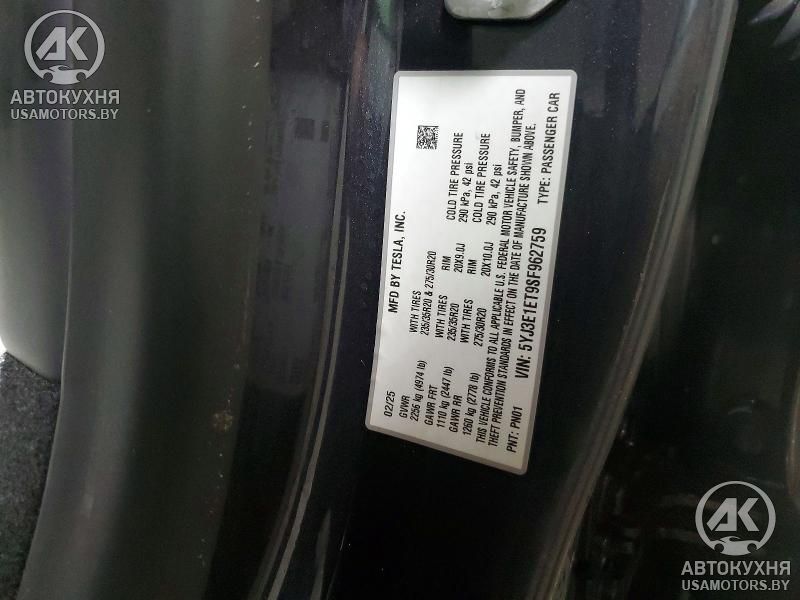 AK
АВТОКУХНЯ
USAMOTORS.BY
MFD BY TESLA, INC.
02/25
GVWR
2256 kg (4974 lb)
WITH TIRES
235/35R20 & 275/30R20
GAWR FRT
1110 kg (2447 lb)
WITH TIRES
235/35R20
RIM
20X9.0J
COLD TIRE PRESSURE
290 kPa, 42 psi
GAWR RR
1260 kg (2778 lb)
WITH TIRES
275/30R20
RIM
20X10.0J
COLD TIRE PRESSURE
290 kPa, 42 psi
THIS VEHICLE CONFORMS TO ALL APPLICABLE U.S. FEDERAL MOTOR VEHICLE SAFETY, BUMPER, AND
THEFT PREVENTION STANDARDS IN EFFECT ON THE DATE OF MANUFACTURE SHOWN ABOVE.
PNT: PN01
VIN: 5YJ3E1ET9SF962759
TYPE: PASSENGER CAR
AK
АВТОКУХНЯ
USAMOTORS.BY